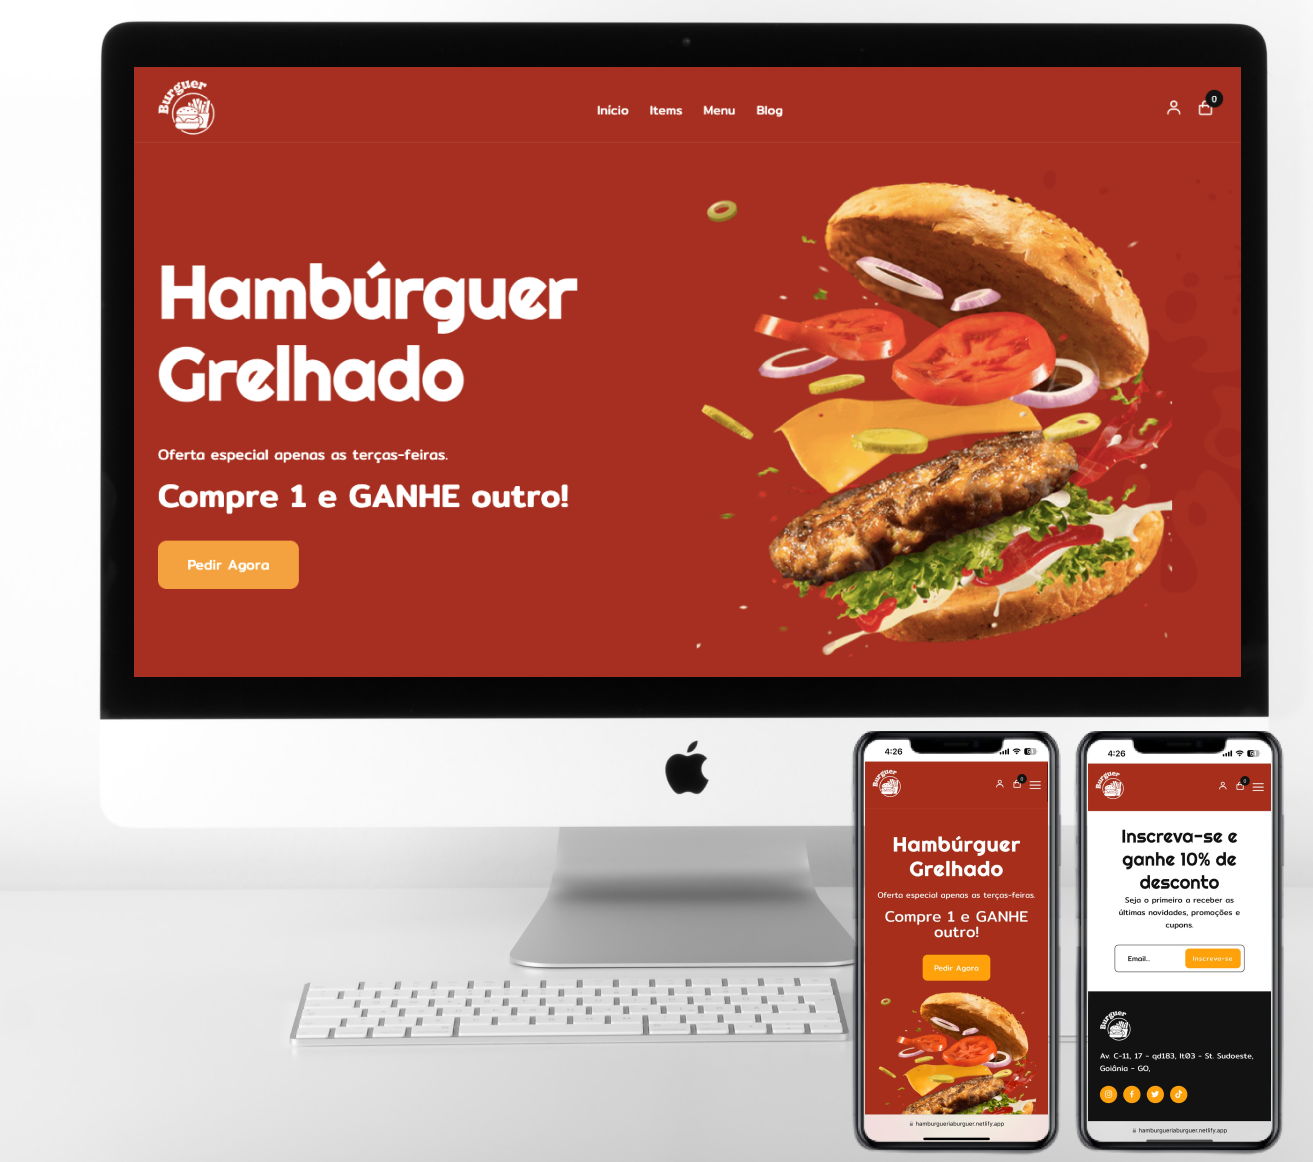 Burguer
Início Items Menu Blog
0
Hambúrguer
Grelhado
Oferta especial apenas as terças-feiras.
Compre 1 e GANHE outro!
Pedir Agora
4:26
Burguer
0
Hambúrguer
Grelhado
Oferta especial apenas as terças-feiras.
Compre 1 e GANHE
outro!
Pedir Agora
hamburgueriaburguer.netlify.app
4:26
Burguer
0
Inscreva-se e
ganhe 10% de
desconto
Seja o primeiro a receber as
últimas novidades, promoções e
cupons.
Email..
Inscreva-se
Burguer
Av. C-11, 17 - qd183, lt03 - St. Sudoeste,
Goiânia - GO,
hamburgueriaburguer.netlify.app